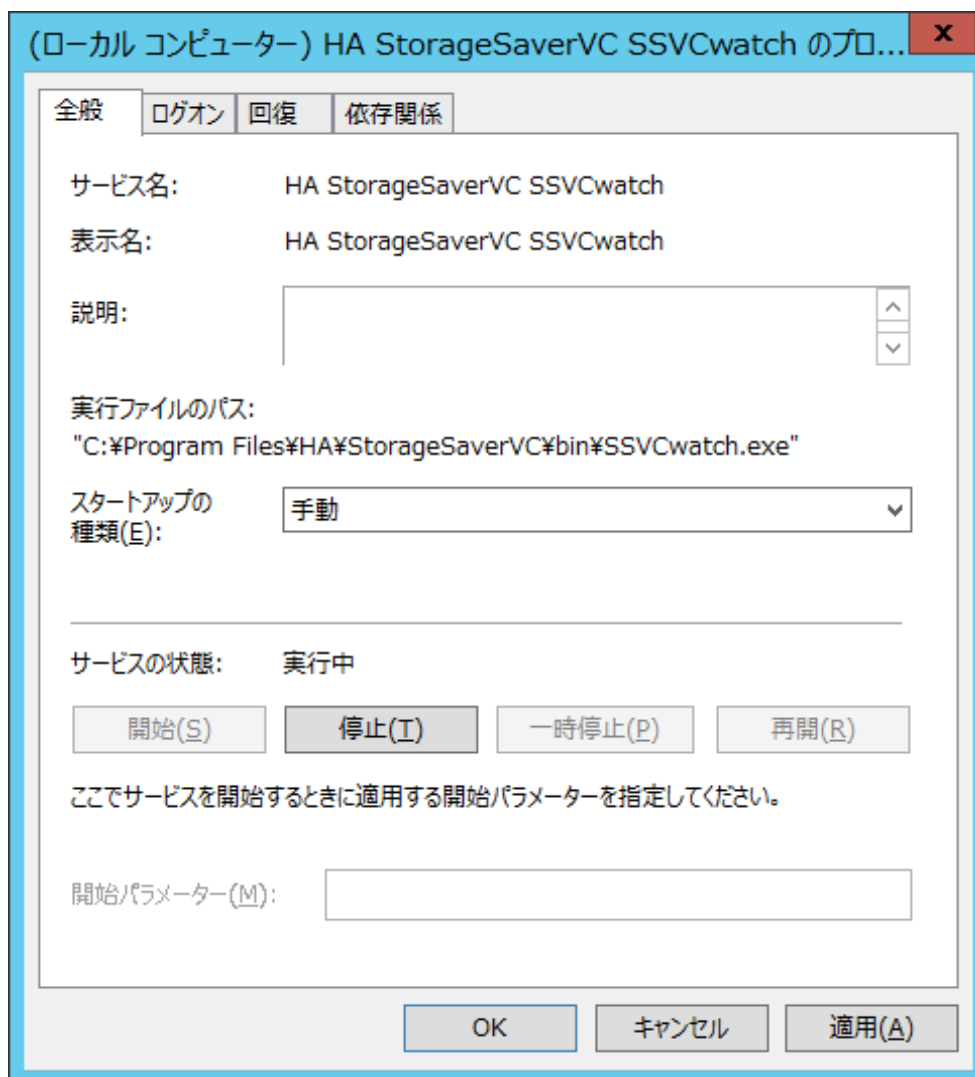 (ローカル コンピューター) HA StorageSaverVC SSVCwatch のプロ... x
全般 ログオン 回復 依存関係
サービス名: HA StorageSaverVC SSVCwatch
表示名: HA StorageSaverVC SSVCwatch
説明:
実行ファイルのパス:
"C:¥Program Files¥HA¥StorageSaverVC¥bin¥SSVCwatch.exe"
スタートアップの
種類(E): 手動
サービスの状態: 実行中
開始(S) 停止(T) 一時停止(P) 再開(R)
ここでサービスを開始するときに適用する開始パラメーターを指定してください。
開始パラメーター(M):
OK キャンセル 適用(A)